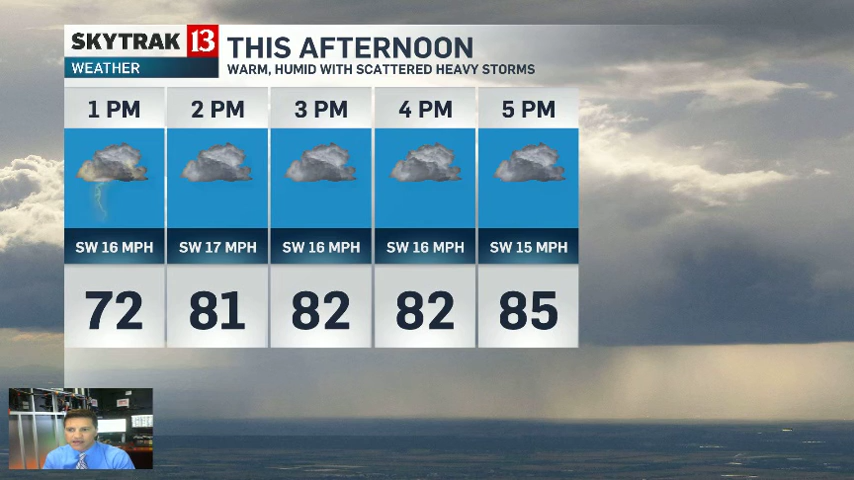 SKYTRAK 13
WEATHER
THIS AFTERNOON
WARM, HUMID WITH SCATTERED HEAVY STORMS
1 PM 2 PM 3 PM 4 PM 5 PM
SW 16 MPH SW 17 MPH SW 16 MPH SW 16 MPH SW 15 MPH
72 81 82 82 85